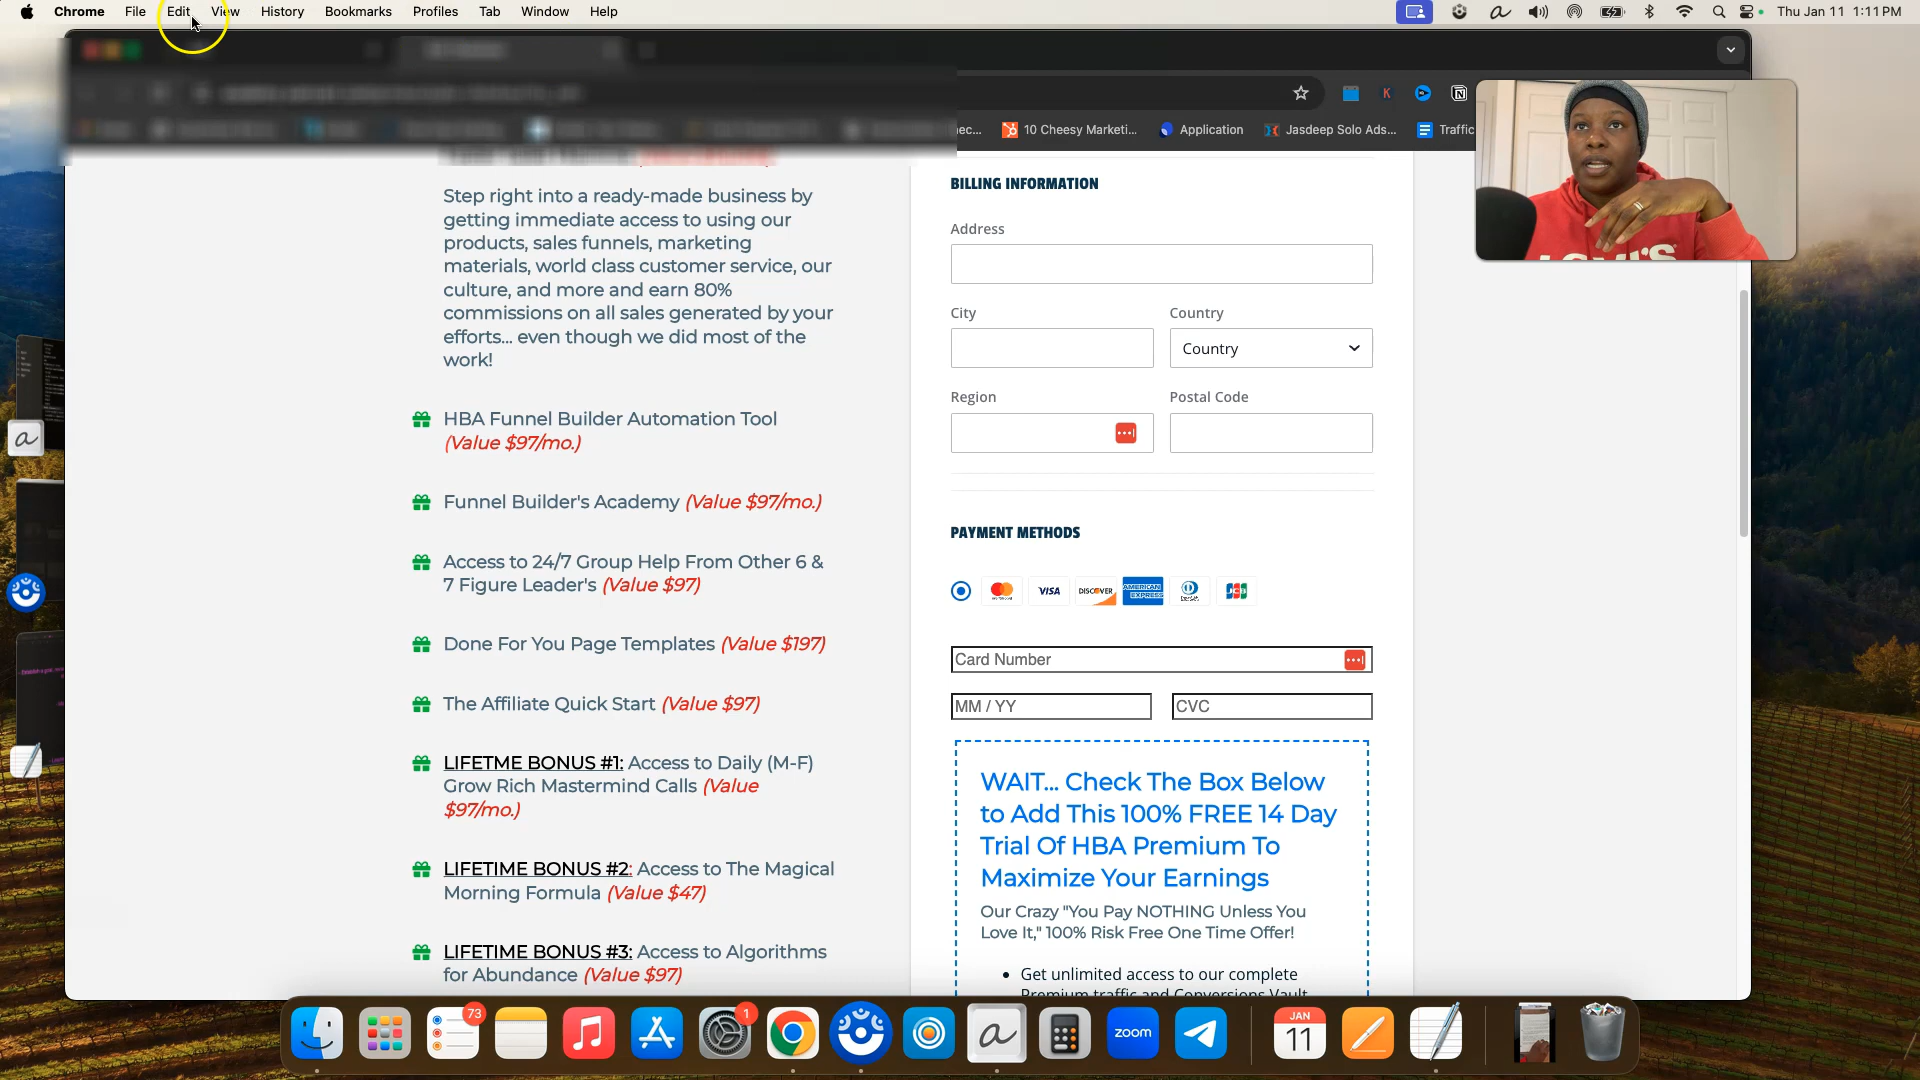 Chrome File Edit View History Bookmarks Profiles Tab Window Help
Thu Jan 11 1:11 PM
ec... 10 Cheesy Marketi... Application Jasdeep Solo Ads... Traffic
Step right into a ready-made business by
getting immediate access to using our
products, sales funnels, marketing
materials, world class customer service, our
culture, and more and earn 80%
commissions on all sales generated by your
efforts... even though we did most of the
work!
HBA Funnel Builder Automation Tool
(Value $97/mo.)
Funnel Builder's Academy (Value $97/mo.)
Access to 24/7 Group Help From Other 6 &
7 Figure Leader's (Value $97)
Done For You Page Templates (Value $197)
The Affiliate Quick Start (Value $97)
LIFETME BONUS #1: Access to Daily (M-F)
Grow Rich Mastermind Calls (Value
$97/mo.)
LIFETIME BONUS #2: Access to The Magical
Morning Formula (Value $47)
LIFETIME BONUS #3: Access to Algorithms
for Abundance (Value $97)
BILLING INFORMATION
Address
City Country
Country
Region Postal Code
PAYMENT METHODS
VISA DISCOVER AMERICAN EXPRESS JCB
Card Number
MM / YY CVC
WAIT... Check The Box Below
to Add This 100% FREE 14 Day
Trial Of HBA Premium To
Maximize Your Earnings
Our Crazy "You Pay NOTHING Unless You
Love It," 100% Risk Free One Time Offer!
Get unlimited access to our complete
Premium traffic and Conversions Vault
LEVI'S
73 1 zoom JAN 11